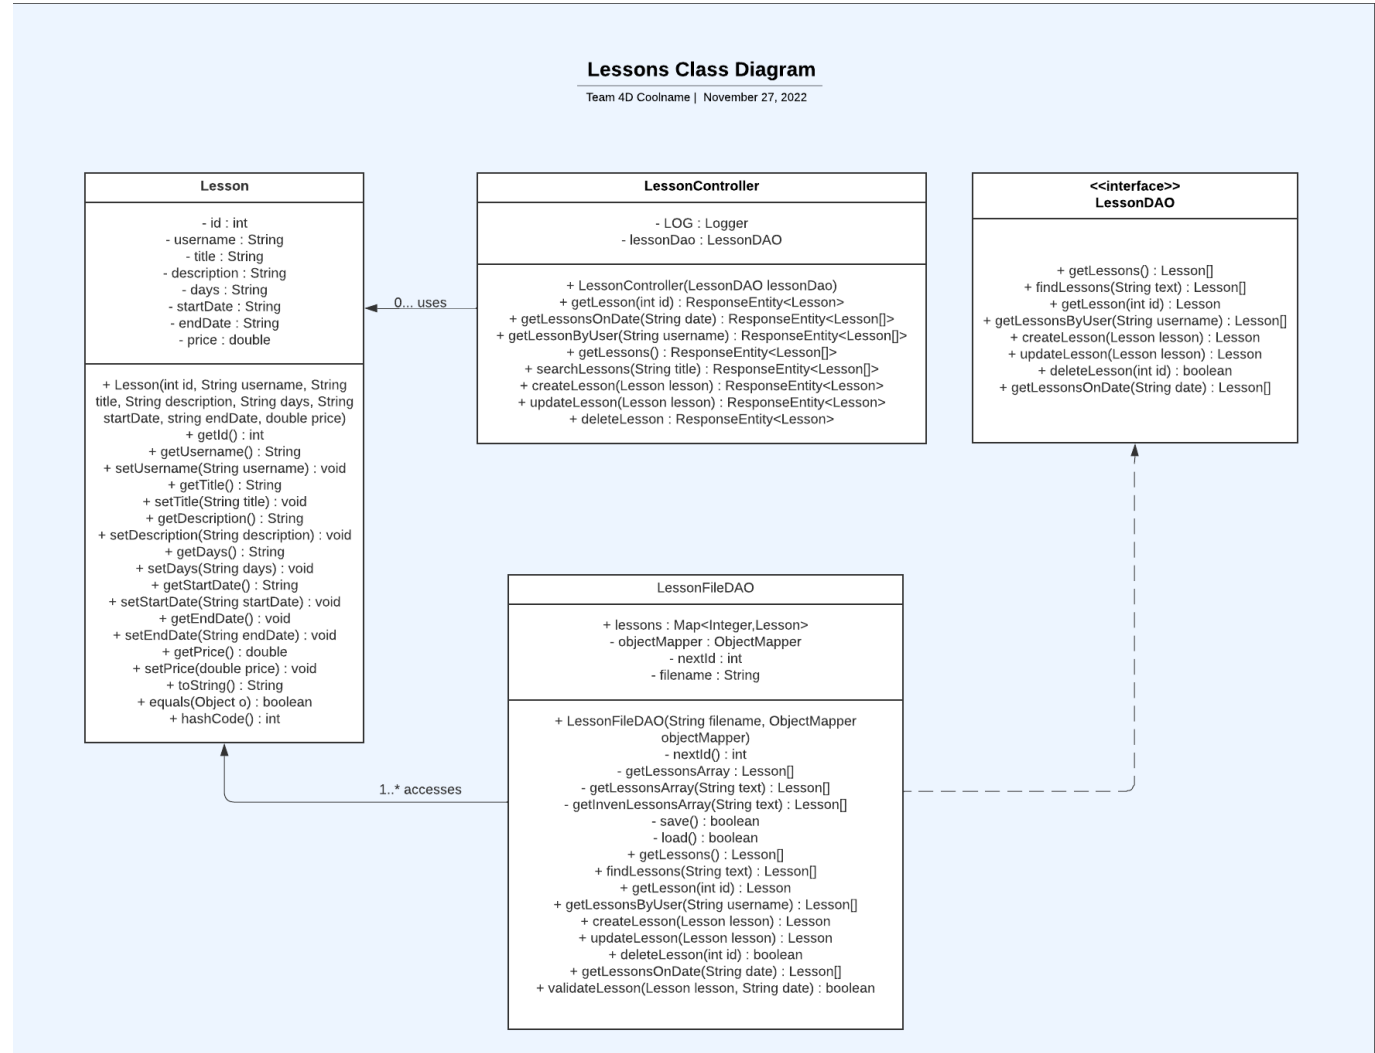 Lessons Class Diagram
Team 4D Coolname | November 27, 2022
Lesson
- id : int
- username : String
- title : String
- description : String
- days : String
- startDate : String
- endDate : String
- price : double
+ Lesson(int id, String username, String
title, String description, String days, String
startDate, string endDate, double price)
+ getId() : int
+ getUsername() : String
+ setUsername(String username) : void
+ getTitle() : String
+ setTitle(String title) : void
+ getDescription() : String
+ setDescription(String description) : void
+ getDays() : String
+ setDays(String days) : void
+ getStartDate() : String
+ setStartDate(String startDate) : void
+ getEndDate() : void
+ setEndDate(String endDate) : void
+ getPrice() : double
+ setPrice(double price) : void
+ toString() : String
+ equals(Object o) : boolean
+ hashCode() : int
0... uses
LessonController
- LOG : Logger
- lessonDao : LessonDAO
+ LessonController(LessonDAO lessonDao)
+ getLesson(int id) : ResponseEntity<Lesson>
+ getLessonsOnDate(String date) : ResponseEntity<Lesson[]>
+ getLessonByUser(String username) : ResponseEntity<Lesson[]>
+ getLessons() : ResponseEntity<Lesson[]>
+ searchLessons(String title) : ResponseEntity<Lesson[]>
+ createLesson(Lesson lesson) : ResponseEntity<Lesson>
+ updateLesson(Lesson lesson) : ResponseEntity<Lesson>
+ deleteLesson : ResponseEntity<Lesson>
<<interface>>
LessonDAO
+ getLessons() : Lesson[]
+ findLessons(String text) : Lesson[]
+ getLesson(int id) : Lesson
+ getLessonsByUser(String username) : Lesson[]
+ createLesson(Lesson lesson) : Lesson
+ updateLesson(Lesson lesson) : Lesson
+ deleteLesson(int id) : boolean
+ getLessonsOnDate(String date) : Lesson[]
1..* accesses
LessonFileDAO
+ lessons : Map<Integer,Lesson>
- objectMapper : ObjectMapper
- nextId : int
- filename : String
+ LessonFileDAO(String filename, ObjectMapper
objectMapper)
- nextId() : int
- getLessonsArray : Lesson[]
- getLessonsArray(String text) : Lesson[]
- getInvenLessonsArray(String text) : Lesson[]
- save() : boolean
- load() : boolean
+ getLessons() : Lesson[]
+ findLessons(String text) : Lesson[]
+ getLesson(int id) : Lesson
+ getLessonsByUser(String username) : Lesson[]
+ createLesson(Lesson lesson) : Lesson
+ updateLesson(Lesson lesson) : Lesson
+ deleteLesson(int id) : boolean
+ getLessonsOnDate(String date) : Lesson[]
+ validateLesson(Lesson lesson, String date) : boolean